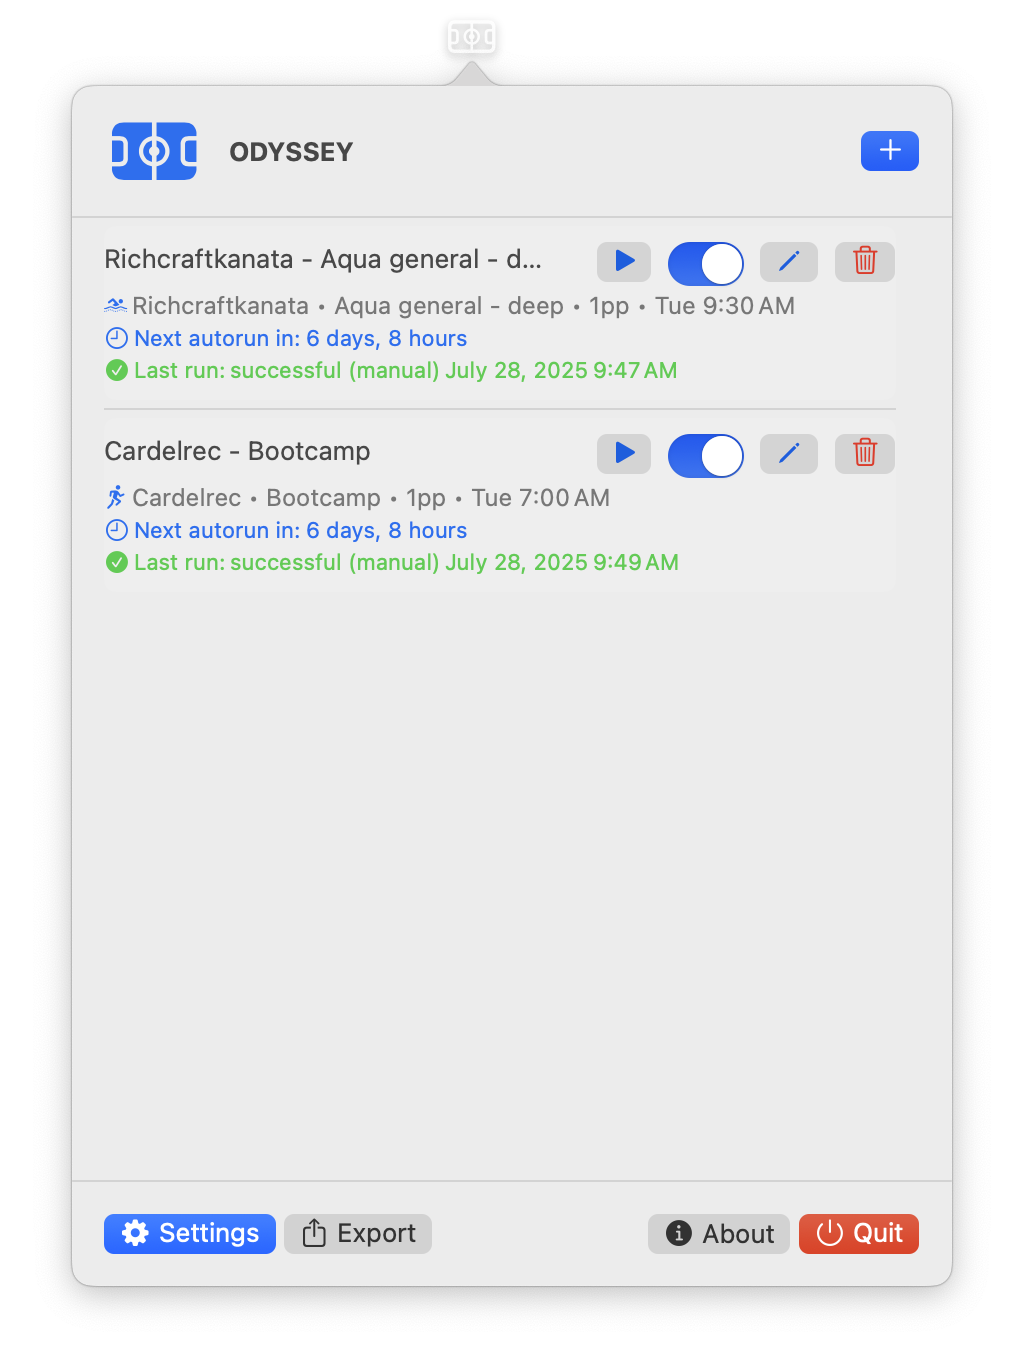 ODYSSEY
Richcraftkanata - Aqua general - d...
Richcraftkanata • Aqua general - deep • 1pp • Tue 9:30 AM
Next autorun in: 6 days, 8 hours
Last run: successful (manual) July 28, 2025 9:47 AM
Cardelrec - Bootcamp
Cardelrec • Bootcamp • 1pp • Tue 7:00 AM
Next autorun in: 6 days, 8 hours
Last run: successful (manual) July 28, 2025 9:49 AM
Settings Export About Quit